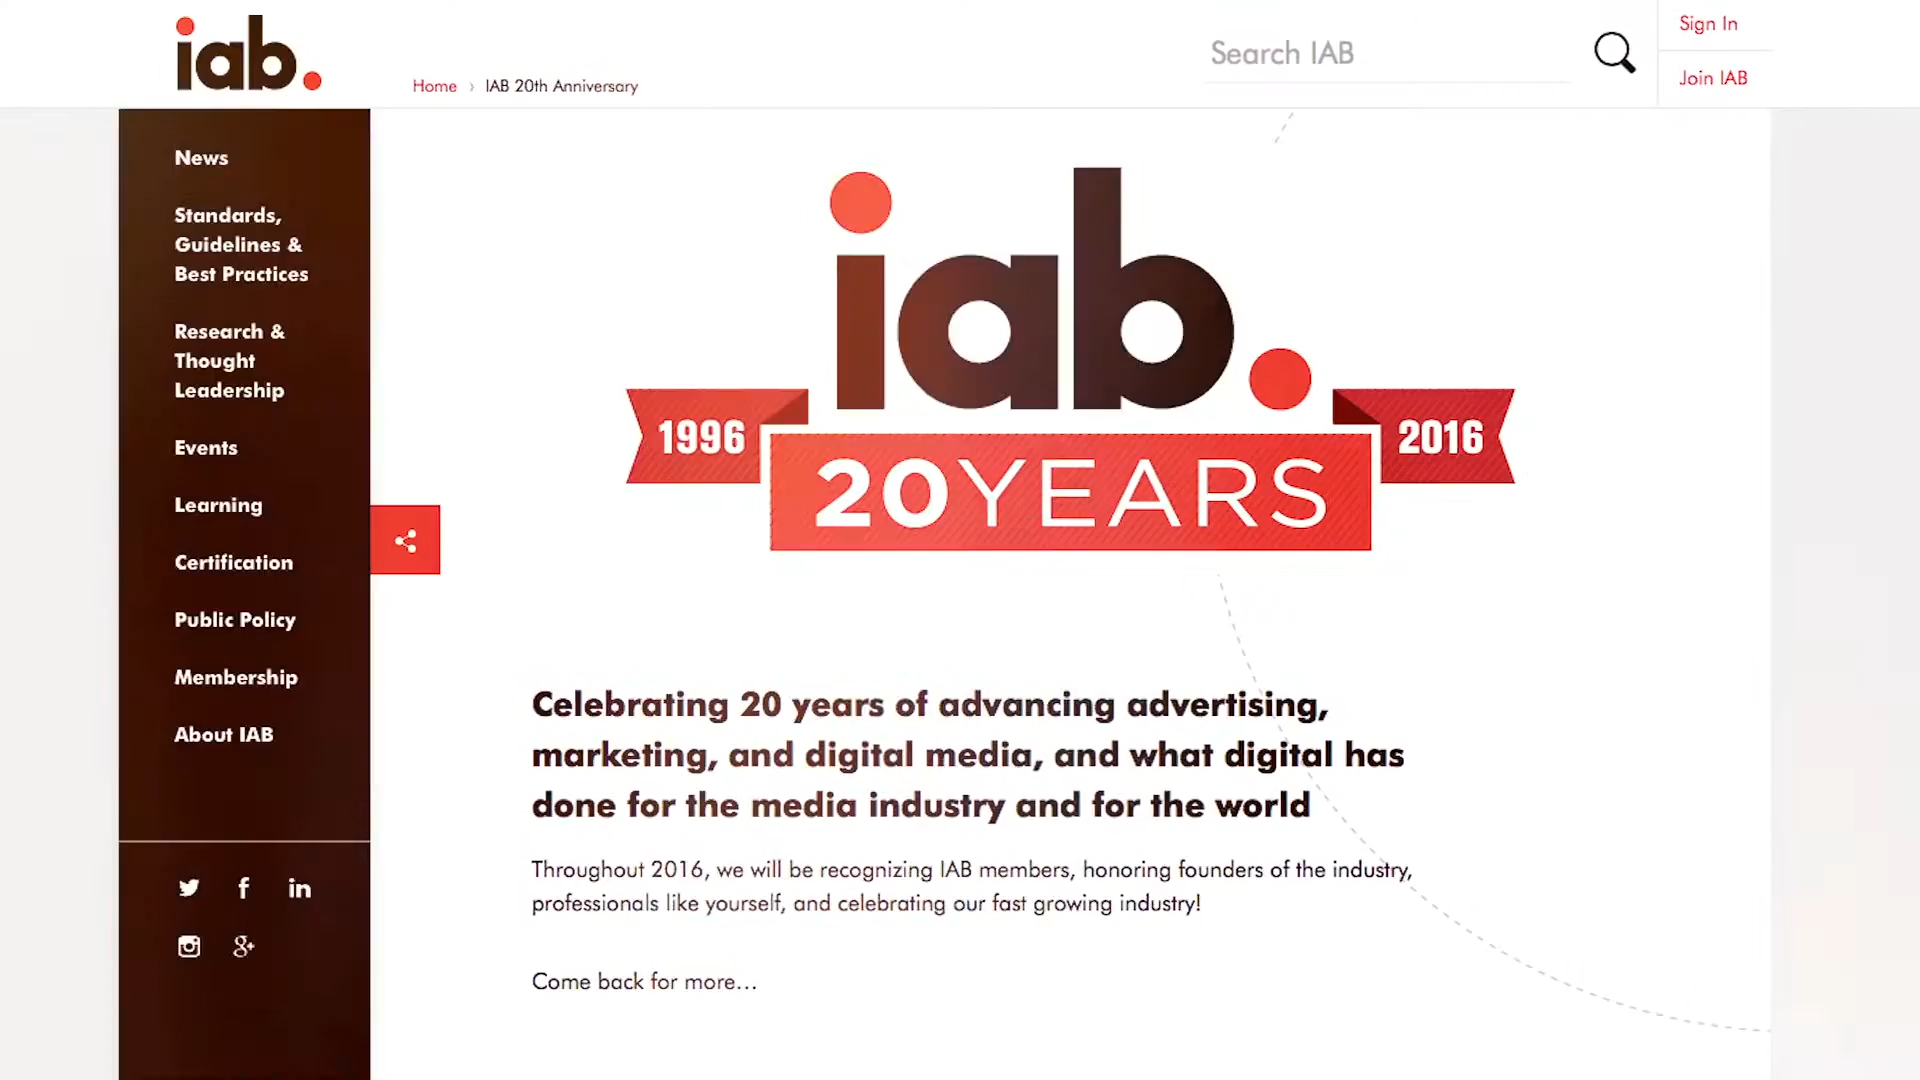 iab.
Home › IAB 20th Anniversary
Search IAB
Sign In
Join IAB
News
Standards,
Guidelines &
Best Practices
Research &
Thought
Leadership
Events
Learning
Certification
Public Policy
Membership
About IAB
iab.
1996
20YEARS
2016
Celebrating 20 years of advancing advertising,
marketing, and digital media, and what digital has
done for the media industry and for the world
Throughout 2016, we will be recognizing IAB members, honoring founders of the industry,
professionals like yourself, and celebrating our fast growing industry!
Come back for more...